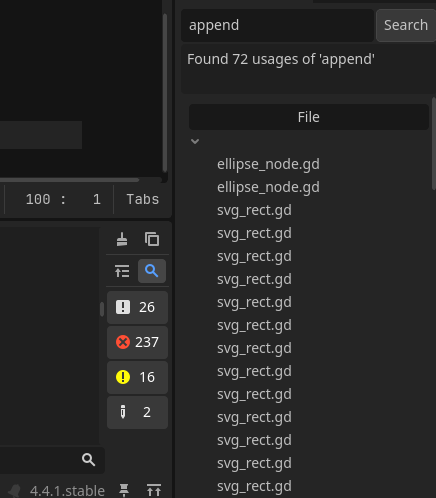 append
Search
Found 72 usages of 'append'
File
ellipse_node.gd
ellipse_node.gd
svg_rect.gd
svg_rect.gd
svg_rect.gd
svg_rect.gd
svg_rect.gd
svg_rect.gd
svg_rect.gd
svg_rect.gd
svg_rect.gd
svg_rect.gd
svg_rect.gd
svg_rect.gd
svg_rect.gd
100 : 1 Tabs
26
237
16
2
4.4.1.stable